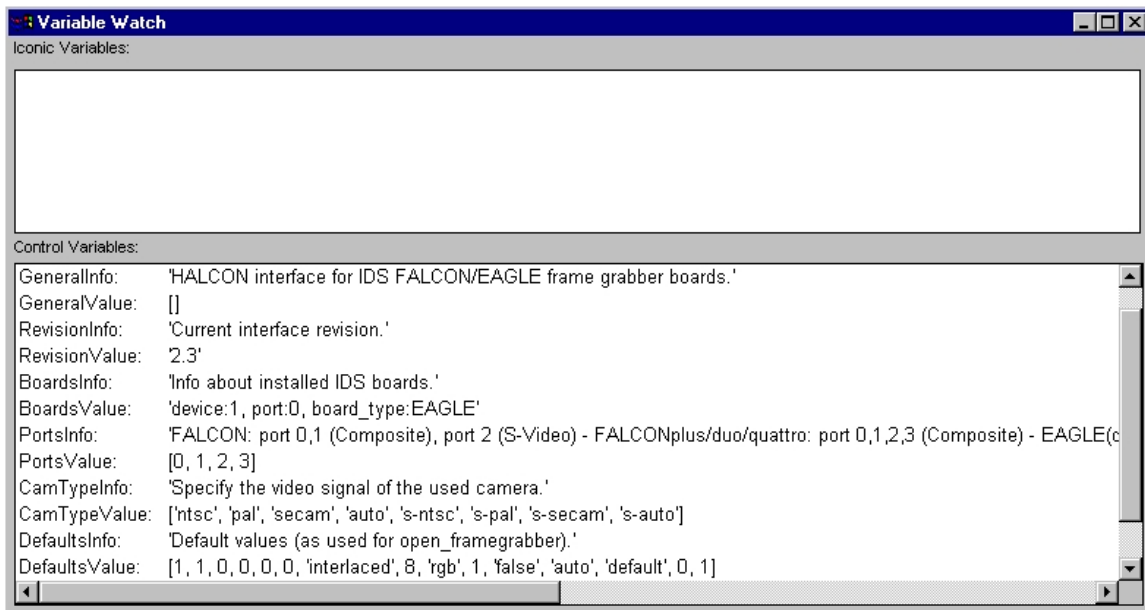 Variable Watch
Iconic Variables:
Control Variables:
GeneralInfo: 'HALCON interface for IDS FALCON/EAGLE frame grabber boards.'
GeneralValue: []
RevisionInfo: 'Current interface revision.'
RevisionValue: '2.3'
BoardsInfo: 'Info about installed IDS boards.'
BoardsValue: 'device:1, port:0, board_type:EAGLE'
PortsInfo: 'FALCON: port 0,1 (Composite), port 2 (S-Video) - FALCONplus/duo/quattro: port 0,1,2,3 (Composite) - EAGLE(
PortsValue: [0, 1, 2, 3]
CamTypeInfo: 'Specify the video signal of the used camera.'
CamTypeValue: ['ntsc', 'pal', 'secam', 'auto', 's-ntsc', 's-pal', 's-secam', 's-auto']
DefaultsInfo: 'Default values (as used for open_framegrabber).'
DefaultsValue: [1, 1, 0, 0, 0, 0, 'interlaced', 8, 'rgb', 1, 'false', 'auto', 'default', 0, 1]